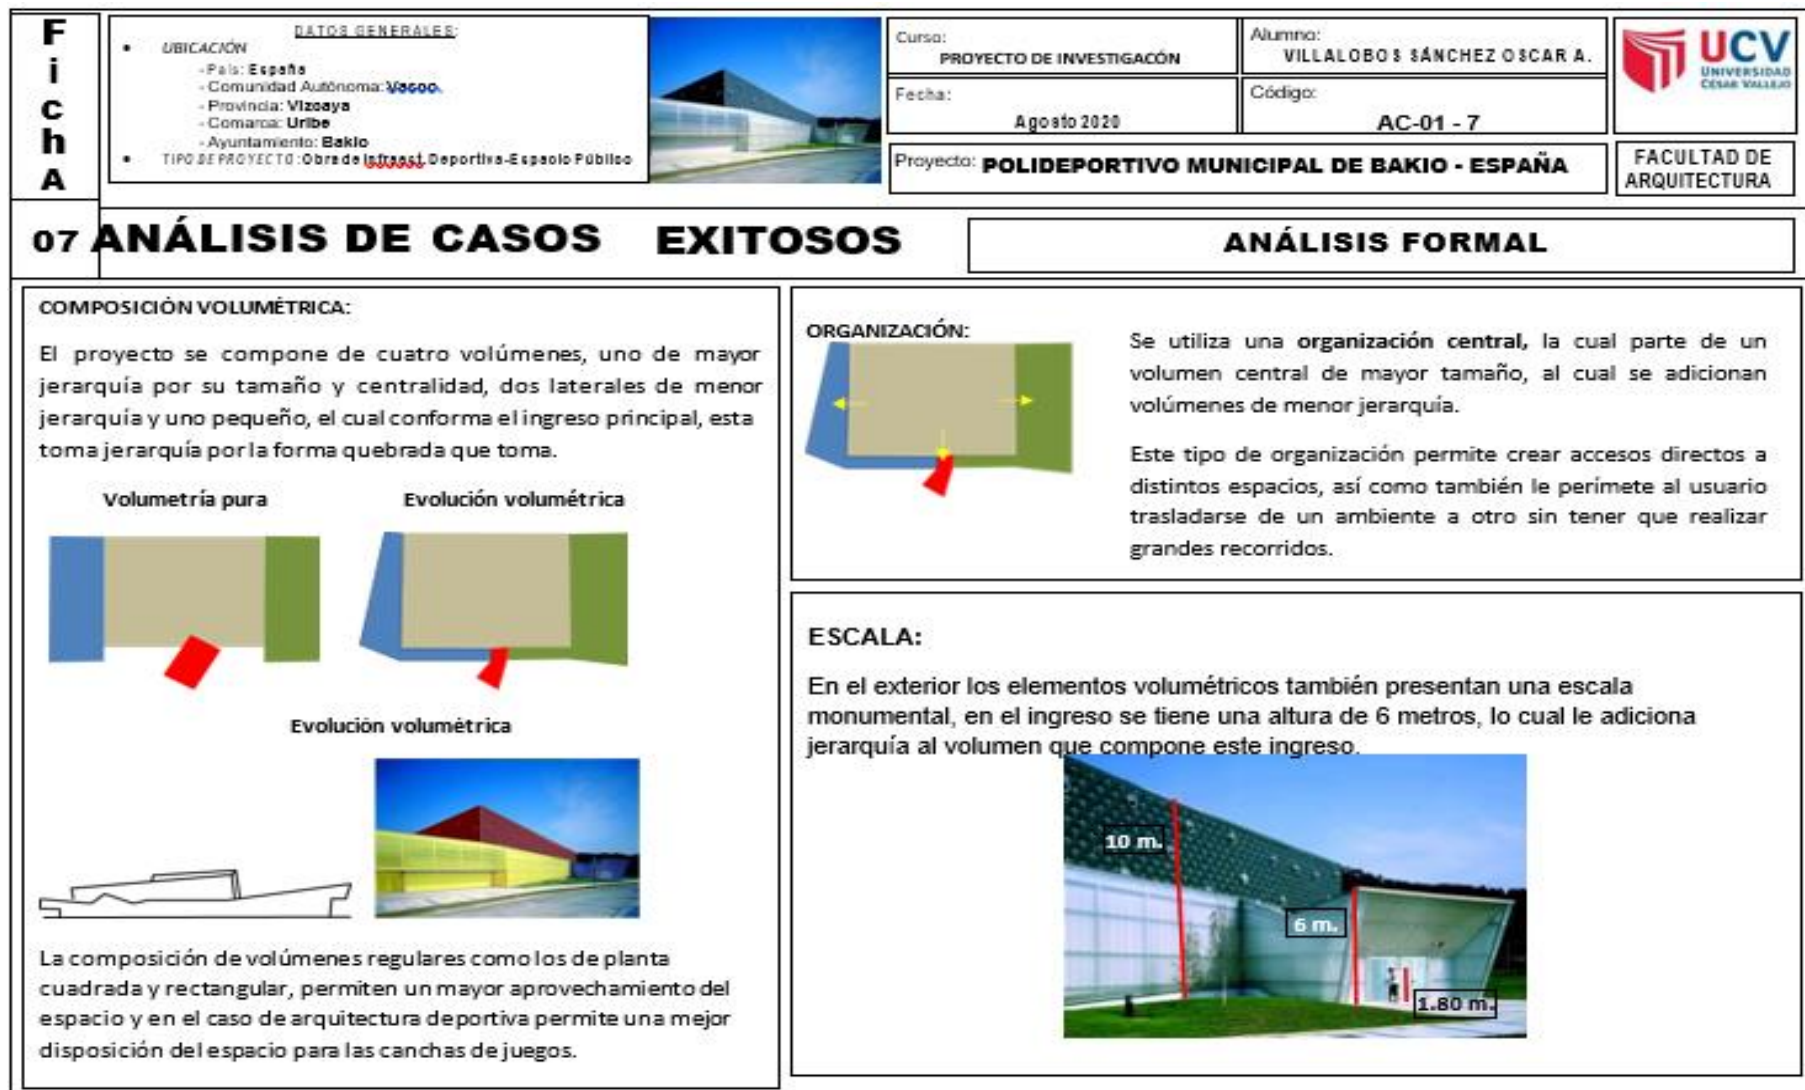 FichA
DATOS GENERALES:
• UBICACIÓN
- País: España
- Comunidad Autónoma: Vasco
- Provincia: Vizcaya
- Comarca: Uribe
- Ayuntamiento: Bakio
• TIPO DE PROYECTO: Obra de Infraest. Deportiva-Espacio Público
Curso:
PROYECTO DE INVESTIGACÓN
Alumno:
VILLALOBOS SÁNCHEZ OSCAR A.
Fecha:
Agosto 2020
Código:
AC-01 - 7
Proyecto: POLIDEPORTIVO MUNICIPAL DE BAKIO - ESPAÑA
UCV
UNIVERSIDAD
CÉSAR VALLEJO
FACULTAD DE
ARQUITECTURA
07 ANÁLISIS DE CASOS EXITOSOS
ANÁLISIS FORMAL
COMPOSICIÓN VOLUMÉTRICA:
El proyecto se compone de cuatro volúmenes, uno de mayor
jerarquía por su tamaño y centralidad, dos laterales de menor
jerarquía y uno pequeño, el cual conforma el ingreso principal, esta
toma jerarquía por la forma quebrada que toma.
Volumetría pura
Evolución volumétrica
Evolución volumétrica
La composición de volúmenes regulares como los de planta
cuadrada y rectangular, permiten un mayor aprovechamiento del
espacio y en el caso de arquitectura deportiva permite una mejor
disposición del espacio para las canchas de juegos.
ORGANIZACIÓN:
Se utiliza una organización central, la cual parte de un
volumen central de mayor tamaño, al cual se adicionan
volúmenes de menor jerarquía.
Este tipo de organización permite crear accesos directos a
distintos espacios, así como también le perímete al usuario
trasladarse de un ambiente a otro sin tener que realizar
grandes recorridos.
ESCALA:
En el exterior los elementos volumétricos también presentan una escala
monumental, en el ingreso se tiene una altura de 6 metros, lo cual le adiciona
jerarquía al volumen que compone este ingreso.
10 m.
6 m.
1.80 m.